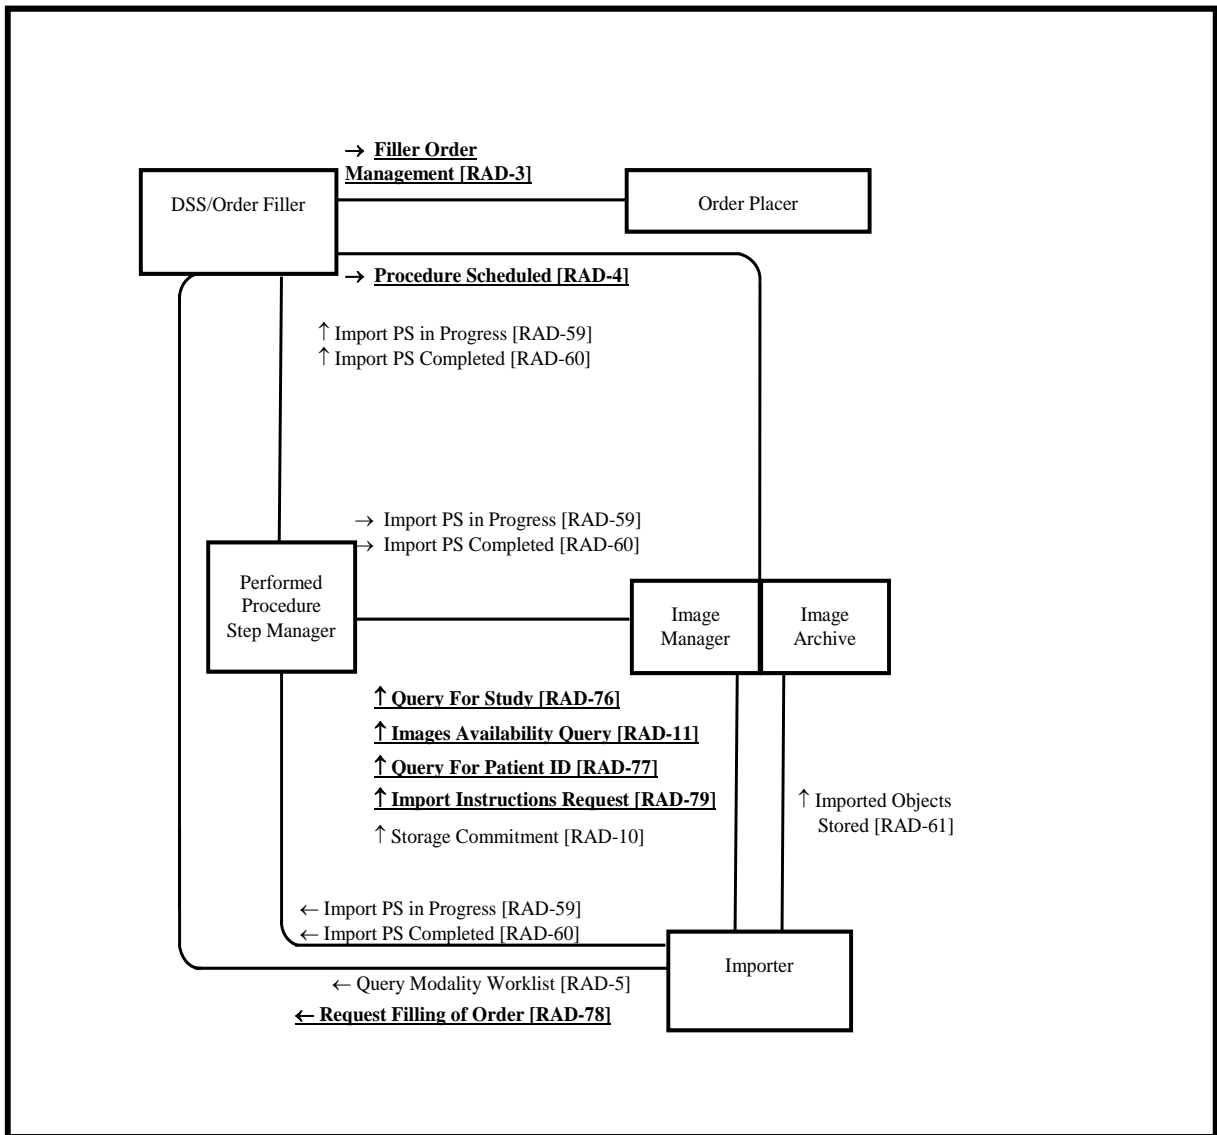 → Filler Order
Management [RAD-3]
DSS/Order Filler
Order Placer
→ Procedure Scheduled [RAD-4]
↑ Import PS in Progress [RAD-59]
↑ Import PS Completed [RAD-60]
→ Import PS in Progress [RAD-59]
→ Import PS Completed [RAD-60]
Performed
Procedure
Step Manager
Image
Manager
Image
Archive
↑ Query For Study [RAD-76]
↑ Images Availability Query [RAD-11]
↑ Query For Patient ID [RAD-77]
↑ Import Instructions Request [RAD-79]
↑ Storage Commitment [RAD-10]
↑ Imported Objects
Stored [RAD-61]
← Import PS in Progress [RAD-59]
← Import PS Completed [RAD-60]
Importer
← Query Modality Worklist [RAD-5]
← Request Filling of Order [RAD-78]